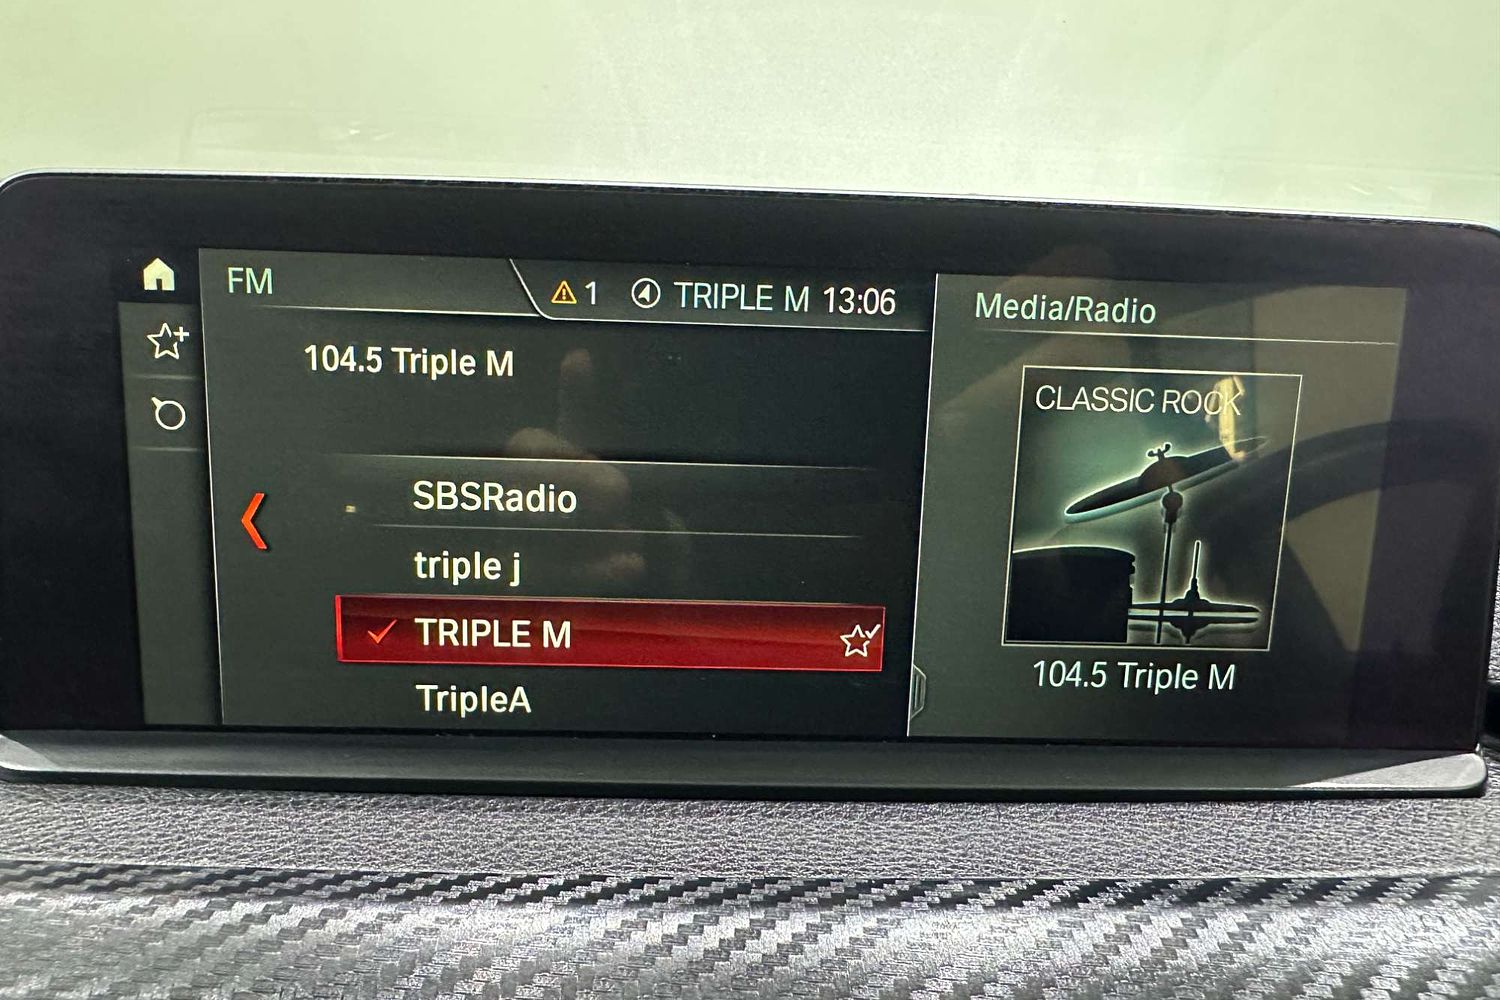 FM
1
TRIPLE M 13:06
Media/Radio
104.5 Triple M
CLASSIC ROCK
SBSRadio
triple j
TRIPLE M
TripleA
104.5 Triple M